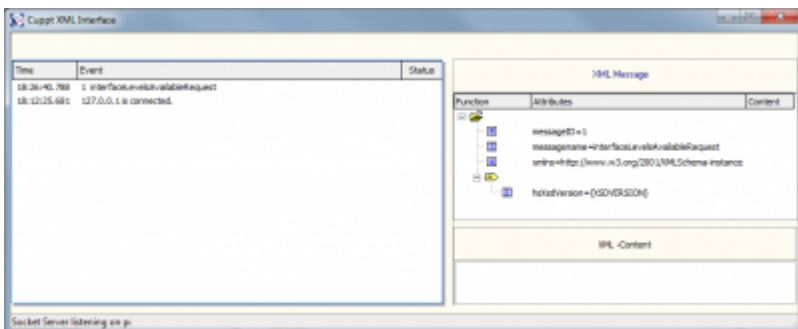 Cuppt XML Interface
Time Event Status
18:26:40.788 1 interfaceLevelsAvailableRequest
18:12:25.681 127.0.0.1 is connected.
XML Message
Function Attributes Content
messageID=1
messagename=interfaceLevelsAvailableRequest
xmlns=http://www.w3.org/2001/XMLSchema-instance
hsXsdVersion={XSDVERSION}
XML -Content
Socket Server listening on